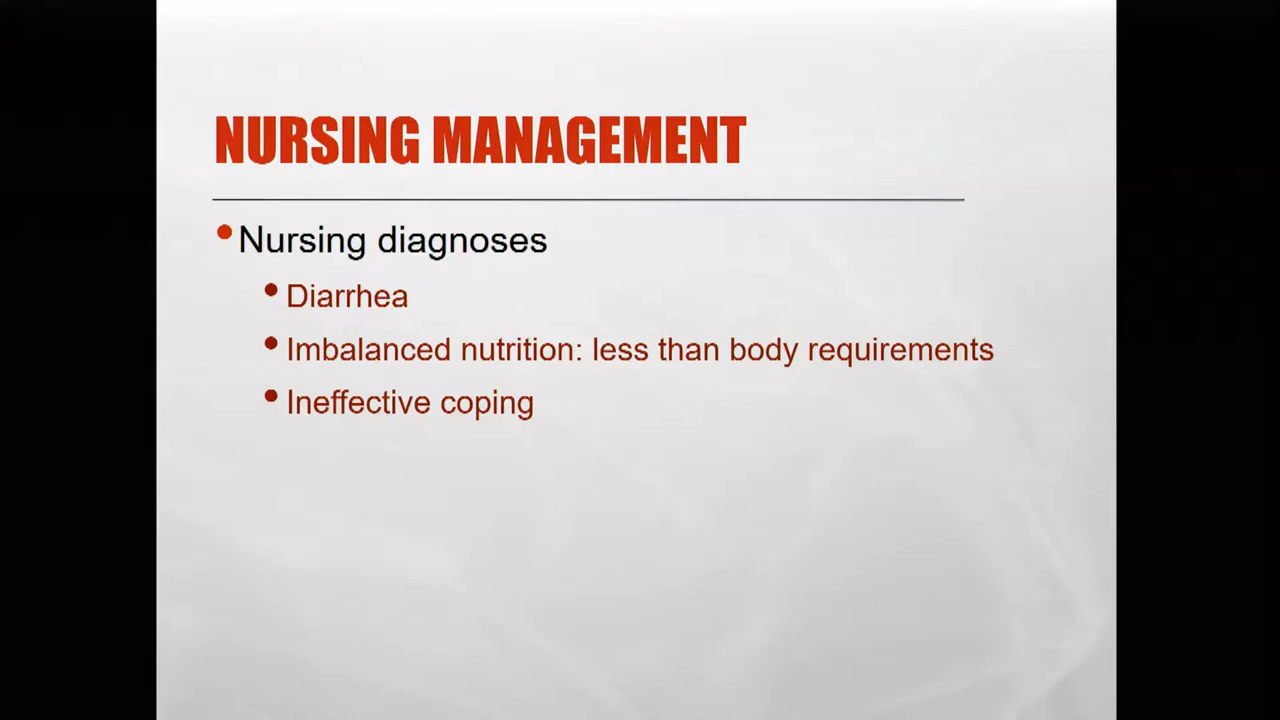 NURSING MANAGEMENT
• Nursing diagnoses
• Diarrhea
• Imbalanced nutrition: less than body requirements
• Ineffective coping